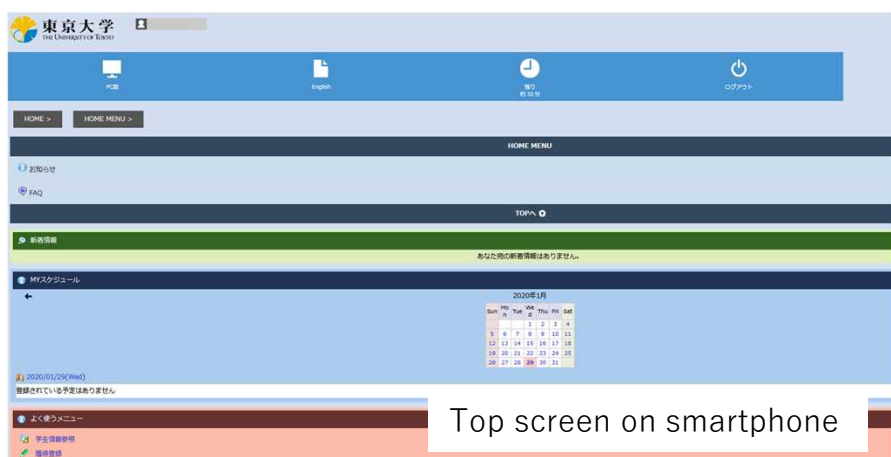 東京大学
THE UNIVERSITY OF TOKYO
PC版
English
残り
約 30 分
ログアウト
HOME >
HOME MENU >
HOME MENU
お知らせ
FAQ
TOPへ
新着情報
あなた宛の新着情報はありません。
MYスケジュール
2020年1月
Sun Mon Tue Wed Thu Fri Sat
1 2 3 4
5 6 7 8 9 10 11
12 13 14 15 16 17 18
19 20 21 22 23 24 25
26 27 28 29 30 31
2020/01/29(Wed)
登録されている予定はありません
よく使うメニュー
学生情報参照
履修登録
Top screen on smartphone